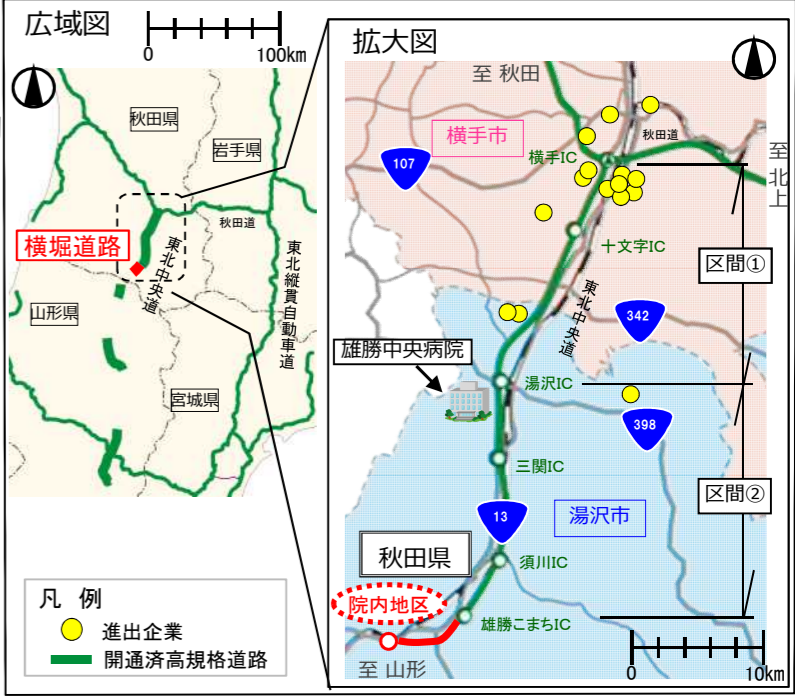 広域図
0
100km
秋田県
岩手県
秋田道
横堀道路
東北中央道
東北縦貫自動車道
山形県
宮城県
凡 例
進出企業
開通済高規格道路
拡大図
至 秋田
横手市
秋田道
107
横手IC
至 北上
十文字IC
区間①
東北中央道
342
雄勝中央病院
湯沢IC
398
三関IC
区間②
13
湯沢市
秋田県
須川IC
院内地区
雄勝こまちIC
至 山形
0
10km